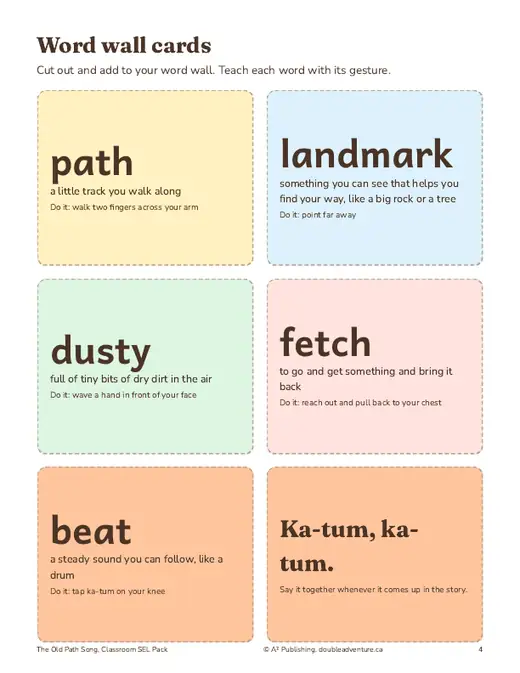 Word wall cards
Cut out and add to your word wall. Teach each word with its gesture.
path
a little track you walk along
Do it: walk two fingers across your arm
landmark
something you can see that helps you
find your way, like a big rock or a tree
Do it: point far away
dusty
full of tiny bits of dry dirt in the air
Do it: wave a hand in front of your face
fetch
to go and get something and bring it
back
Do it: reach out and pull back to your chest
beat
a steady sound you can follow, like a
drum
Do it: tap ka-tum on your knee
Ka-tum, ka-
tum.
Say it together whenever it comes up in the story.
The Old Path Song, Classroom SEL Pack
© A² Publishing. doubleadventure.ca
4